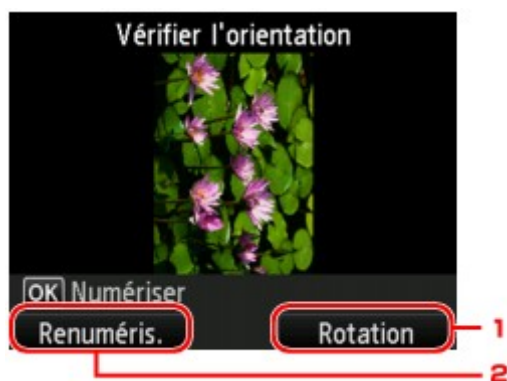 Vérifier l'orientation
OK Numériser
Renuméris. Rotation
1
2